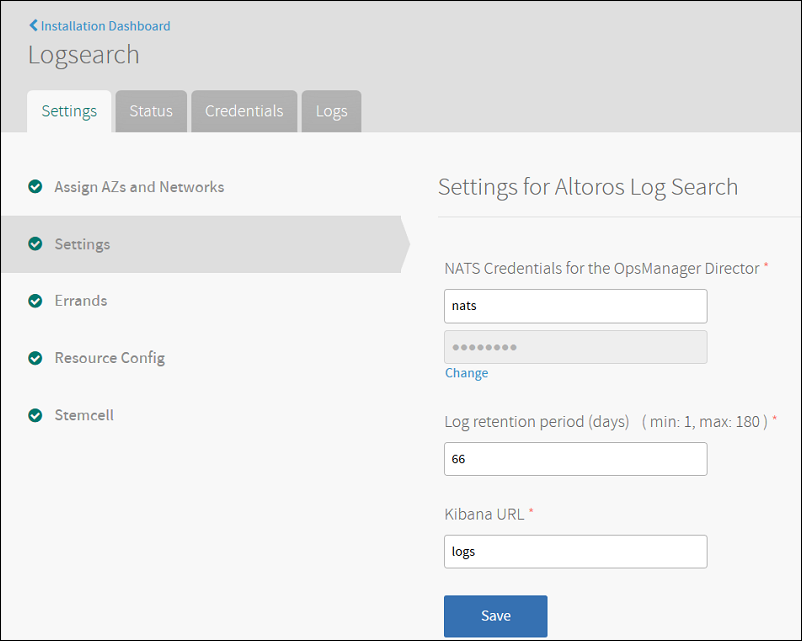 Installation Dashboard
Logsearch
Settings Status Credentials Logs
Assign AZs and Networks
Settings
Errands
Resource Config
Stemcell
Settings for Altoros Log Search
NATS Credentials for the OpsManager Director *
nats
••••••••
Change
Log retention period (days) ( min: 1, max: 180 ) *
66
Kibana URL *
logs
Save